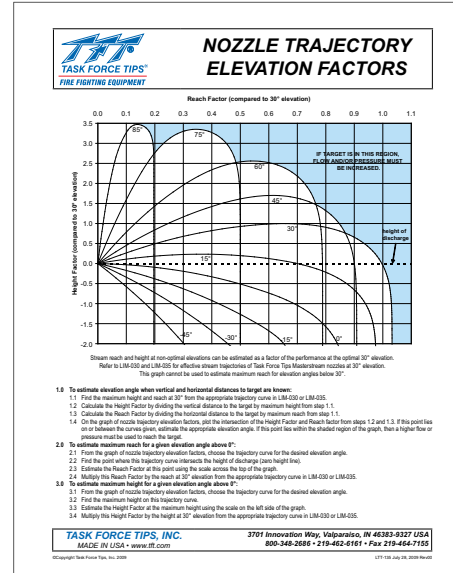 TFT
TASK FORCE TIPS®
FIRE FIGHTING EQUIPMENT
NOZZLE TRAJECTORY
ELEVATION FACTORS
Reach Factor (compared to 30° elevation)
0.0 0.1 0.2 0.3 0.4 0.5 0.6 0.7 0.8 0.9 1.0 1.1
Height Factor (compared to 30° elevation)
3.5
3.0
2.5
2.0
1.5
1.0
0.5
0.0
-0.5
-1.0
-1.5
-2.0
85°
75°
60°
45°
30°
15°
-45°
-30°
15°
0°
IF TARGET IS IN THIS REGION,
FLOW AND/OR PRESSURE MUST
BE INCREASED.
height of
discharge
Stream reach and height at non-optimal elevations can be estimated as a factor of the performance at the optimal 30° elevation.
Refer to LIM-030 and LIM-035 for effective stream trajectories of Task Force Tips Masterstream nozzles at 30° elevation.
This graph cannot be used to estimate maximum reach for elevation angles below 30°.
1.0 To estimate elevation angle when vertical and horizontal distances to target are known:
1.1 Find the maximum height and reach at 30° from the appropriate trajectory curve in LIM-030 or LIM-035.
1.2 Calculate the Height Factor by dividing the vertical distance to the target by maximum height from step 1.1.
1.3 Calculate the Reach Factor by dividing the horizontal distance to the target by maximum reach from step 1.1.
1.4 On the graph of nozzle trajectory elevation factors, plot the intersection of the Height Factor and Reach factor from steps 1.2 and 1.3. If this point lies
on or between the curves given, estimate the appropriate elevation angle. If this point lies within the shaded region of the graph, then a higher flow or
pressure must be used to reach the target.
2.0 To estimate maximum reach for a given elevation angle above 0°:
2.1 From the graph of nozzle trajectory elevation factors, choose the trajectory curve for the desired elevation angle.
2.2 Find the point where this trajectory curve intersects the height of discharge (zero height line).
2.3 Estimate the Reach Factor at this point using the scale across the top of the graph.
2.4 Multiply this Reach Factor by the reach at 30° elevation from the appropriate trajectory curve in LIM-030 or LIM-035.
3.0 To estimate maximum height for a given elevation angle above 0°:
3.1 From the graph of nozzle trajectory elevation factors, choose the trajectory curve for the desired elevation angle.
3.2 Find the maximum height on this trajectory curve.
3.3 Estimate the Height Factor at the maximum height using the scale on the left side of the graph.
3.4 Multiply this Height Factor by the height at 30° elevation from the appropriate trajectory curve in LIM-030 or LIM-035.
TASK FORCE TIPS, INC.
MADE IN USA • www.tft.com
3701 Innovation Way, Valparaiso, IN 46383-9327 USA
800-348-2686 • 219-462-6161 • Fax 219-464-7155
©Copyright Task Force Tips, Inc. 2009
LTT-135 July 28, 2009 Rev00